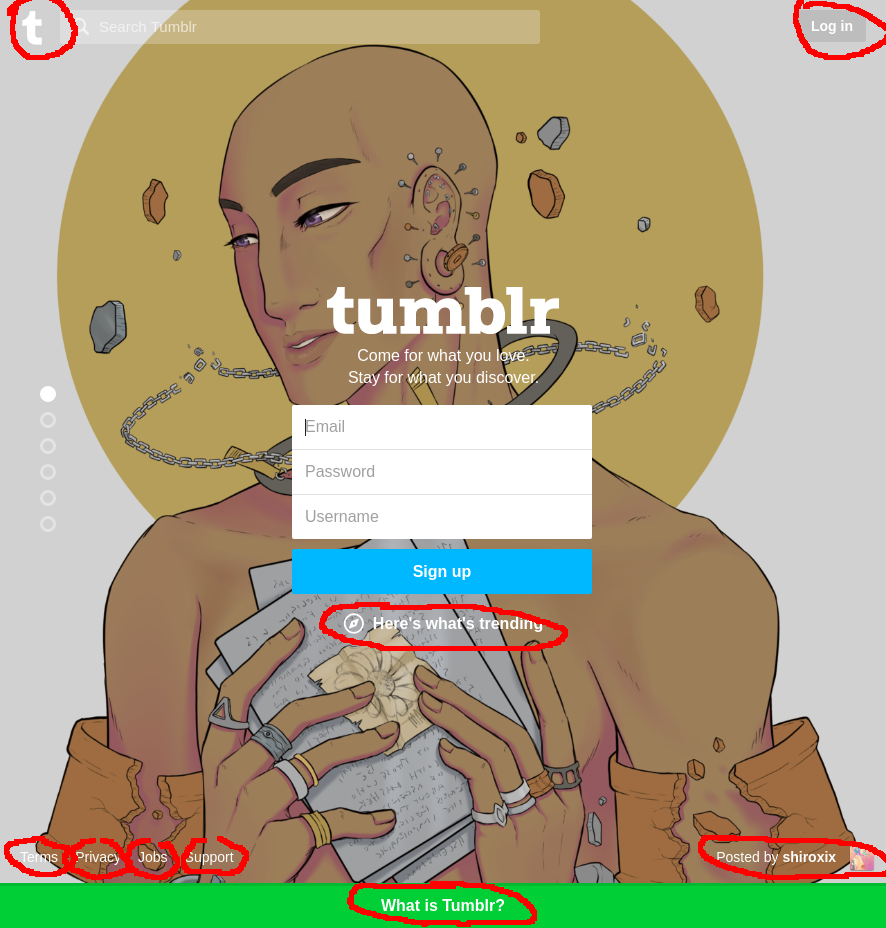 t
Search Tumblr
Log in
tumblr
Come for what you love.
Stay for what you discover.
Email
Password
Username
Sign up
Here's what's trending
Terms Privacy Jobs Support
Posted by shiroxix
What is Tumblr?